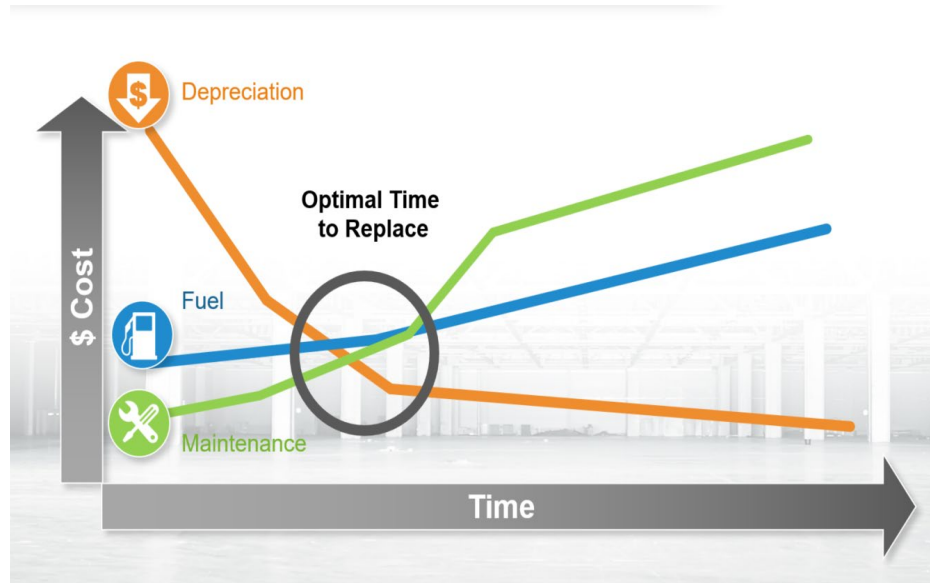 $
Depreciation
Optimal Time
to Replace
$ Cost
Fuel
Maintenance
Time